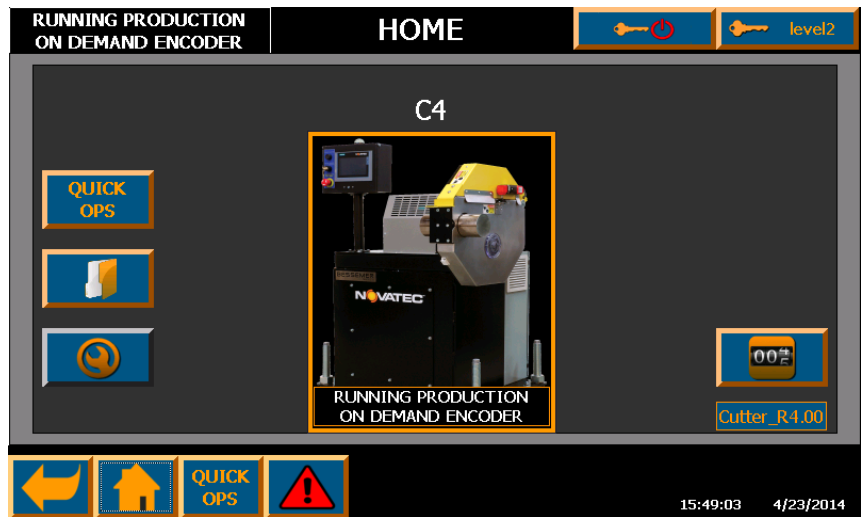 RUNNING PRODUCTION
ON DEMAND ENCODER
HOME
level2
C4
QUICK
OPS
BESSEMER
NOVATEC
RUNNING PRODUCTION
ON DEMAND ENCODER
Cutter_R4.00
QUICK
OPS
15:49:03 4/23/2014